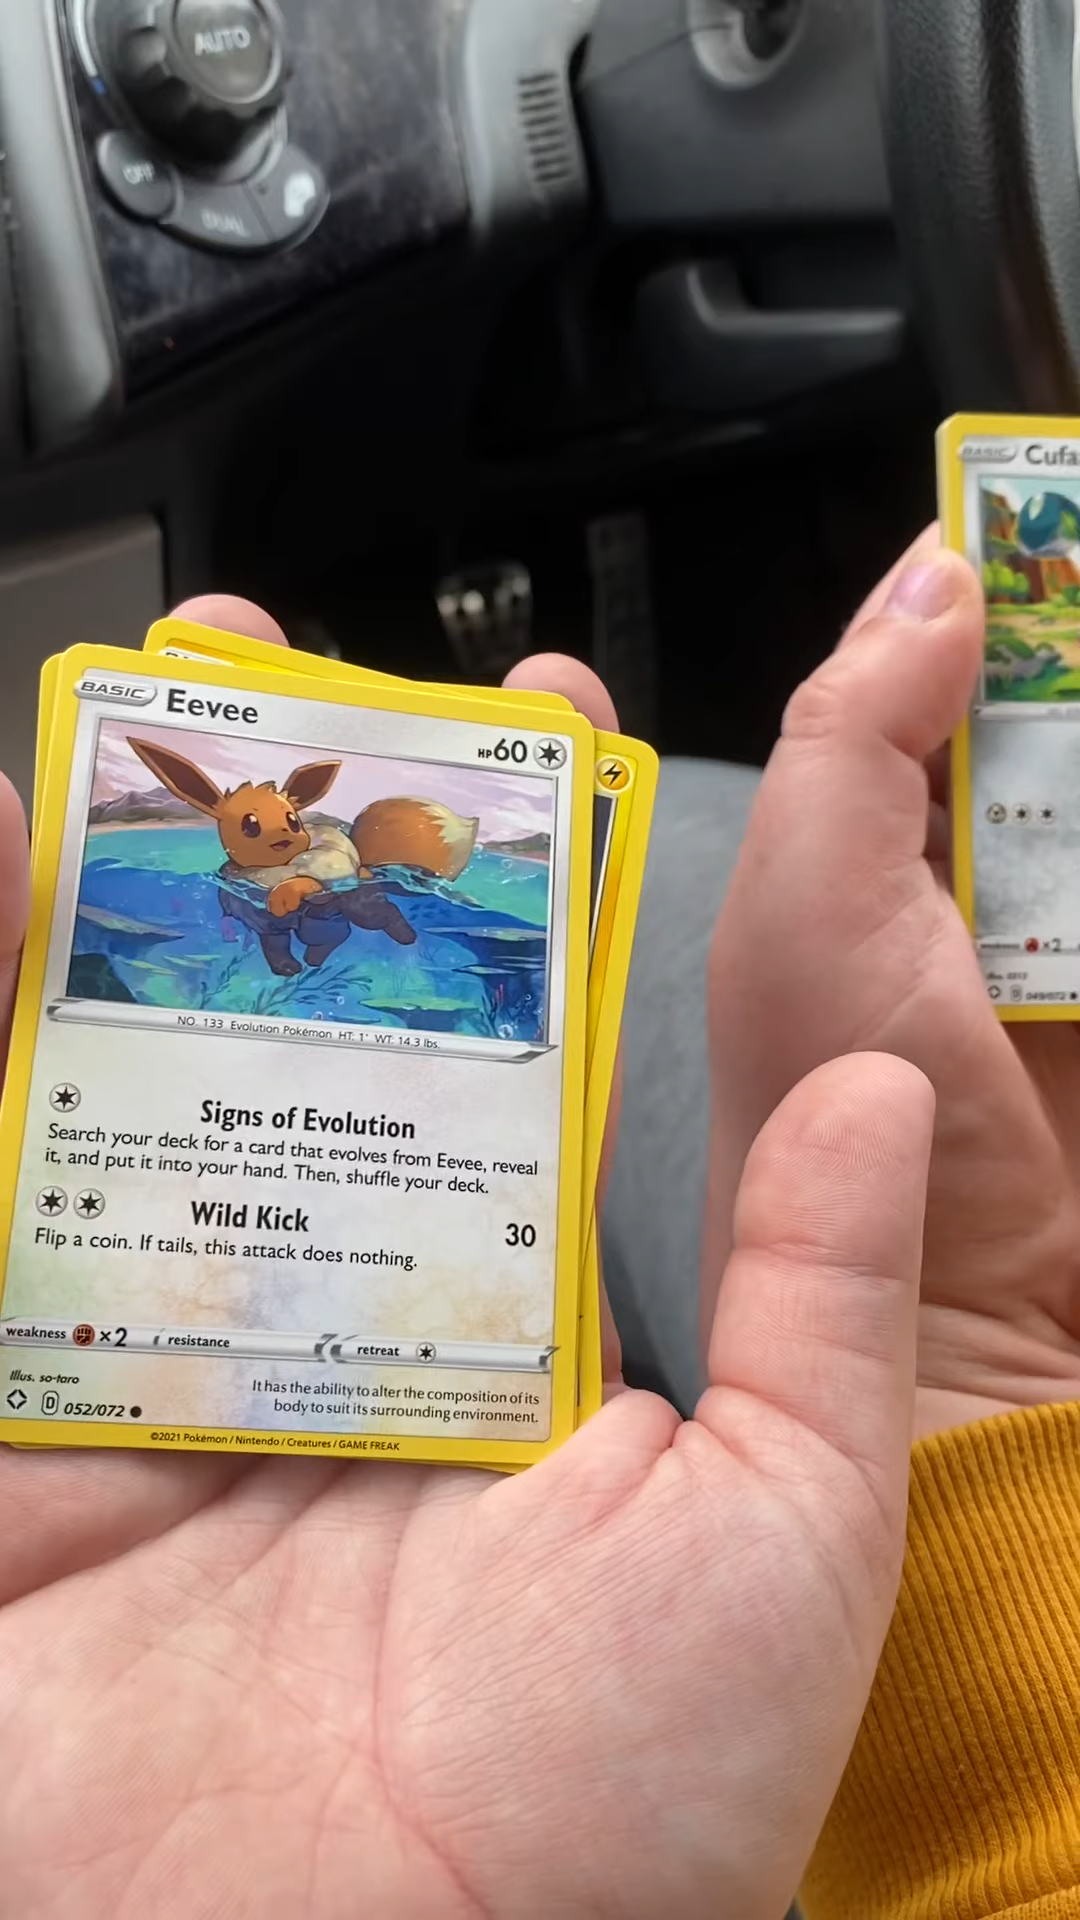 AUTO
OFF
DUAL
BASIC Eevee
HP60
NO. 133 Evolution Pokémon HT: 1' WT: 14.3 lbs.
Signs of Evolution
Search your deck for a card that evolves from Eevee, reveal
it, and put it into your hand. Then, shuffle your deck.
Wild Kick 30
Flip a coin. If tails, this attack does nothing.
weakness ×2 resistance retreat
Illus. so-taro
It has the ability to alter the composition of its
body to suit its surrounding environment.
D 052/072
©2021 Pokémon / Nintendo / Creatures / GAME FREAK
BASIC Cufa
weakness ×2
D 049/072